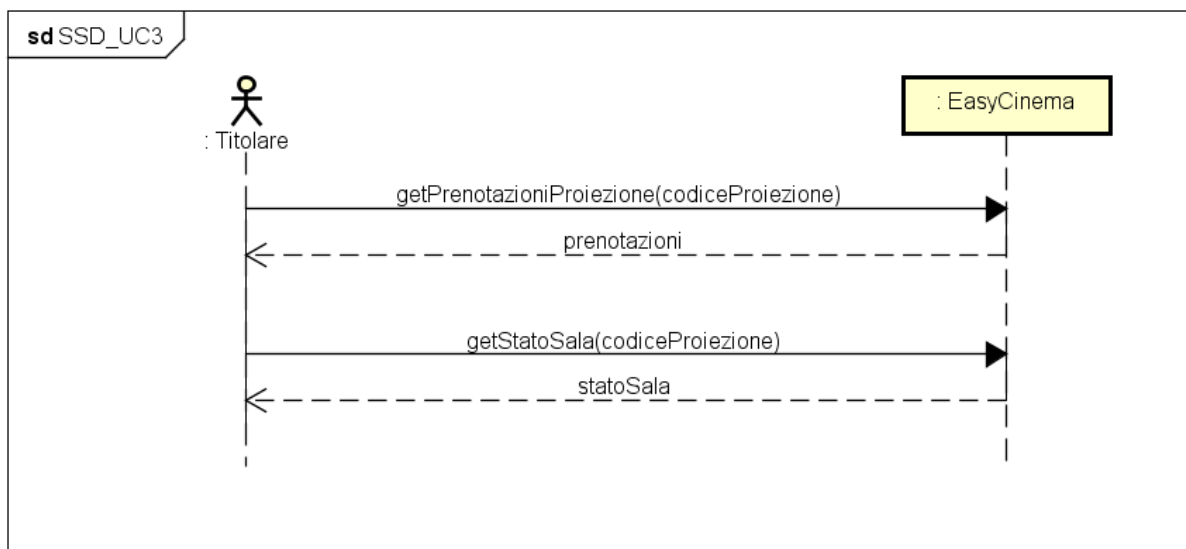 sd SSD_UC3
: Titolare
: EasyCinema
getPrenotazioniProiezione(codiceProiezione)
prenotazioni
getStatoSala(codiceProiezione)
statoSala